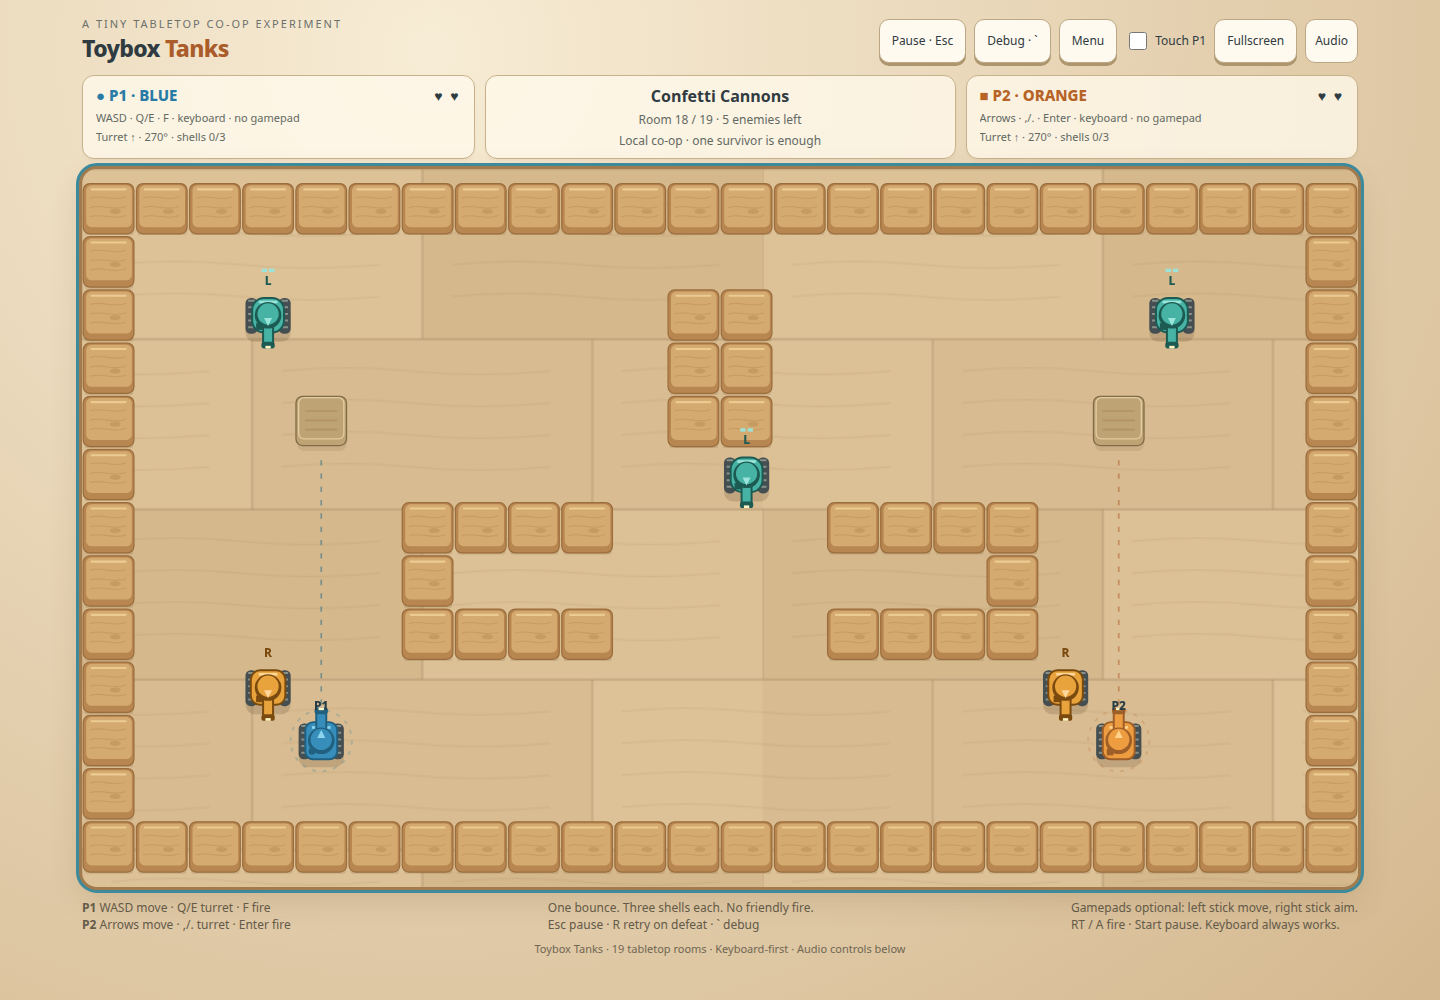 A TINY TABLETOP CO-OP EXPERIMENT
Toybox Tanks
Pause · Esc
Debug · `
Menu
Touch P1
Fullscreen
Audio
● P1 · BLUE
♥ ♥
WASD · Q/E · F · keyboard · no gamepad
Turret ↑ · 270° · shells 0/3
Confetti Cannons
Room 18 / 19 · 5 enemies left
Local co-op · one survivor is enough
■ P2 · ORANGE
♥ ♥
Arrows · ,/. · Enter · keyboard · no gamepad
Turret ↑ · 270° · shells 0/3
L
L
L
R
R
P1
P2
P1 WASD move · Q/E turret · F fire
P2 Arrows move · ,/. turret · Enter fire
One bounce. Three shells each. No friendly fire.
Esc pause · R retry on defeat · ` debug
Gamepads optional: left stick move, right stick aim.
RT / A fire · Start pause. Keyboard always works.
Toybox Tanks · 19 tabletop rooms · Keyboard-first · Audio controls below